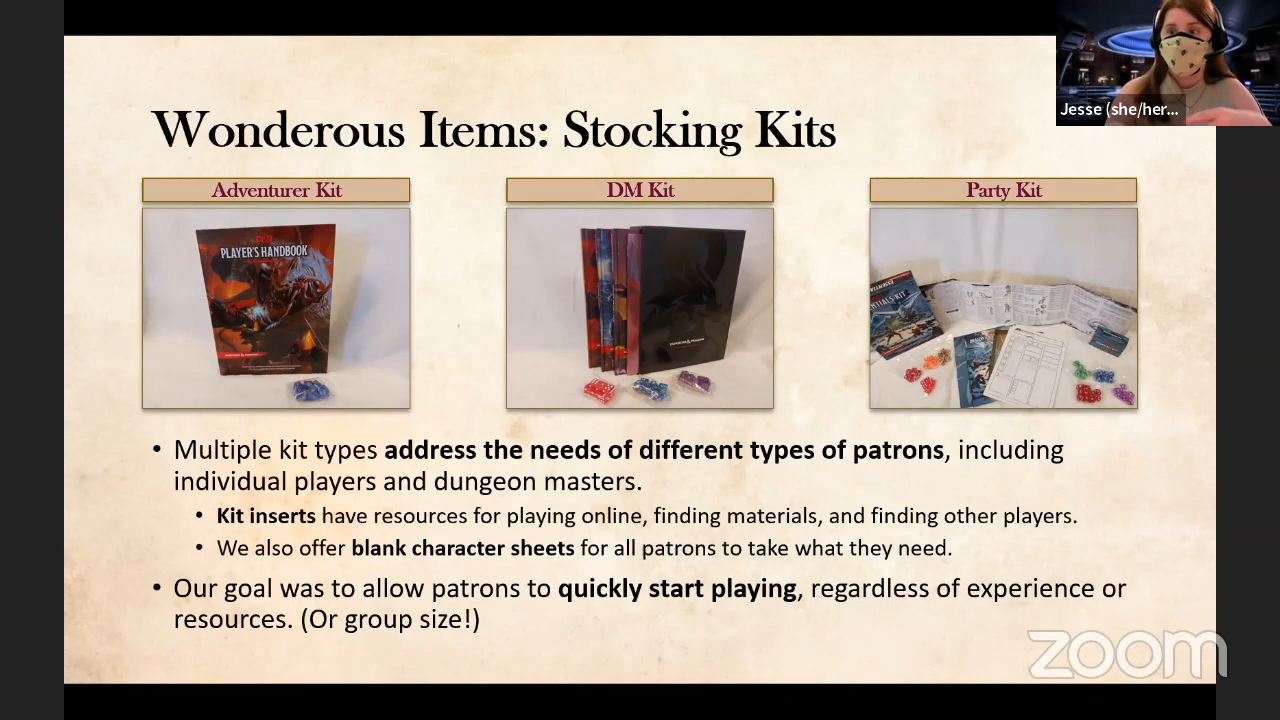 Jesse (she/her...
Wonderous Items: Stocking Kits
Adventurer Kit
DM Kit
Party Kit
D&D
PLAYER'S HANDBOOK
DUNGEONS & DRAGONS
• Multiple kit types address the needs of different types of patrons, including
individual players and dungeon masters.
• Kit inserts have resources for playing online, finding materials, and finding other players.
• We also offer blank character sheets for all patrons to take what they need.
• Our goal was to allow patrons to quickly start playing, regardless of experience or
resources. (Or group size!)
zoom